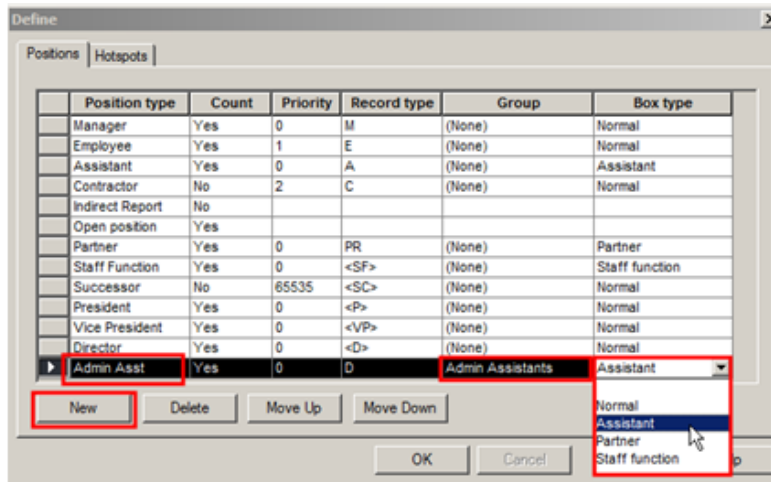 Define
Positions Hotspots
Position type Count Priority Record type Group Box type
Manager Yes 0 M (None) Normal
Employee Yes 1 E (None) Normal
Assistant Yes 0 A (None) Assistant
Contractor No 2 C (None) Normal
Indirect Report No
Open position Yes
Partner Yes 0 PR (None) Partner
Staff Function Yes 0 <SF> (None) Staff function
Successor No 65535 <SC> (None) Normal
President Yes 0 <P> (None) Normal
Vice President Yes 0 <VP> (None) Normal
Director Yes 0 <D> (None) Normal
Admin Asst Yes 0 D Admin Assistants Assistant
New Delete Move Up Move Down
Normal
Assistant
Partner
Staff function
OK Cancel